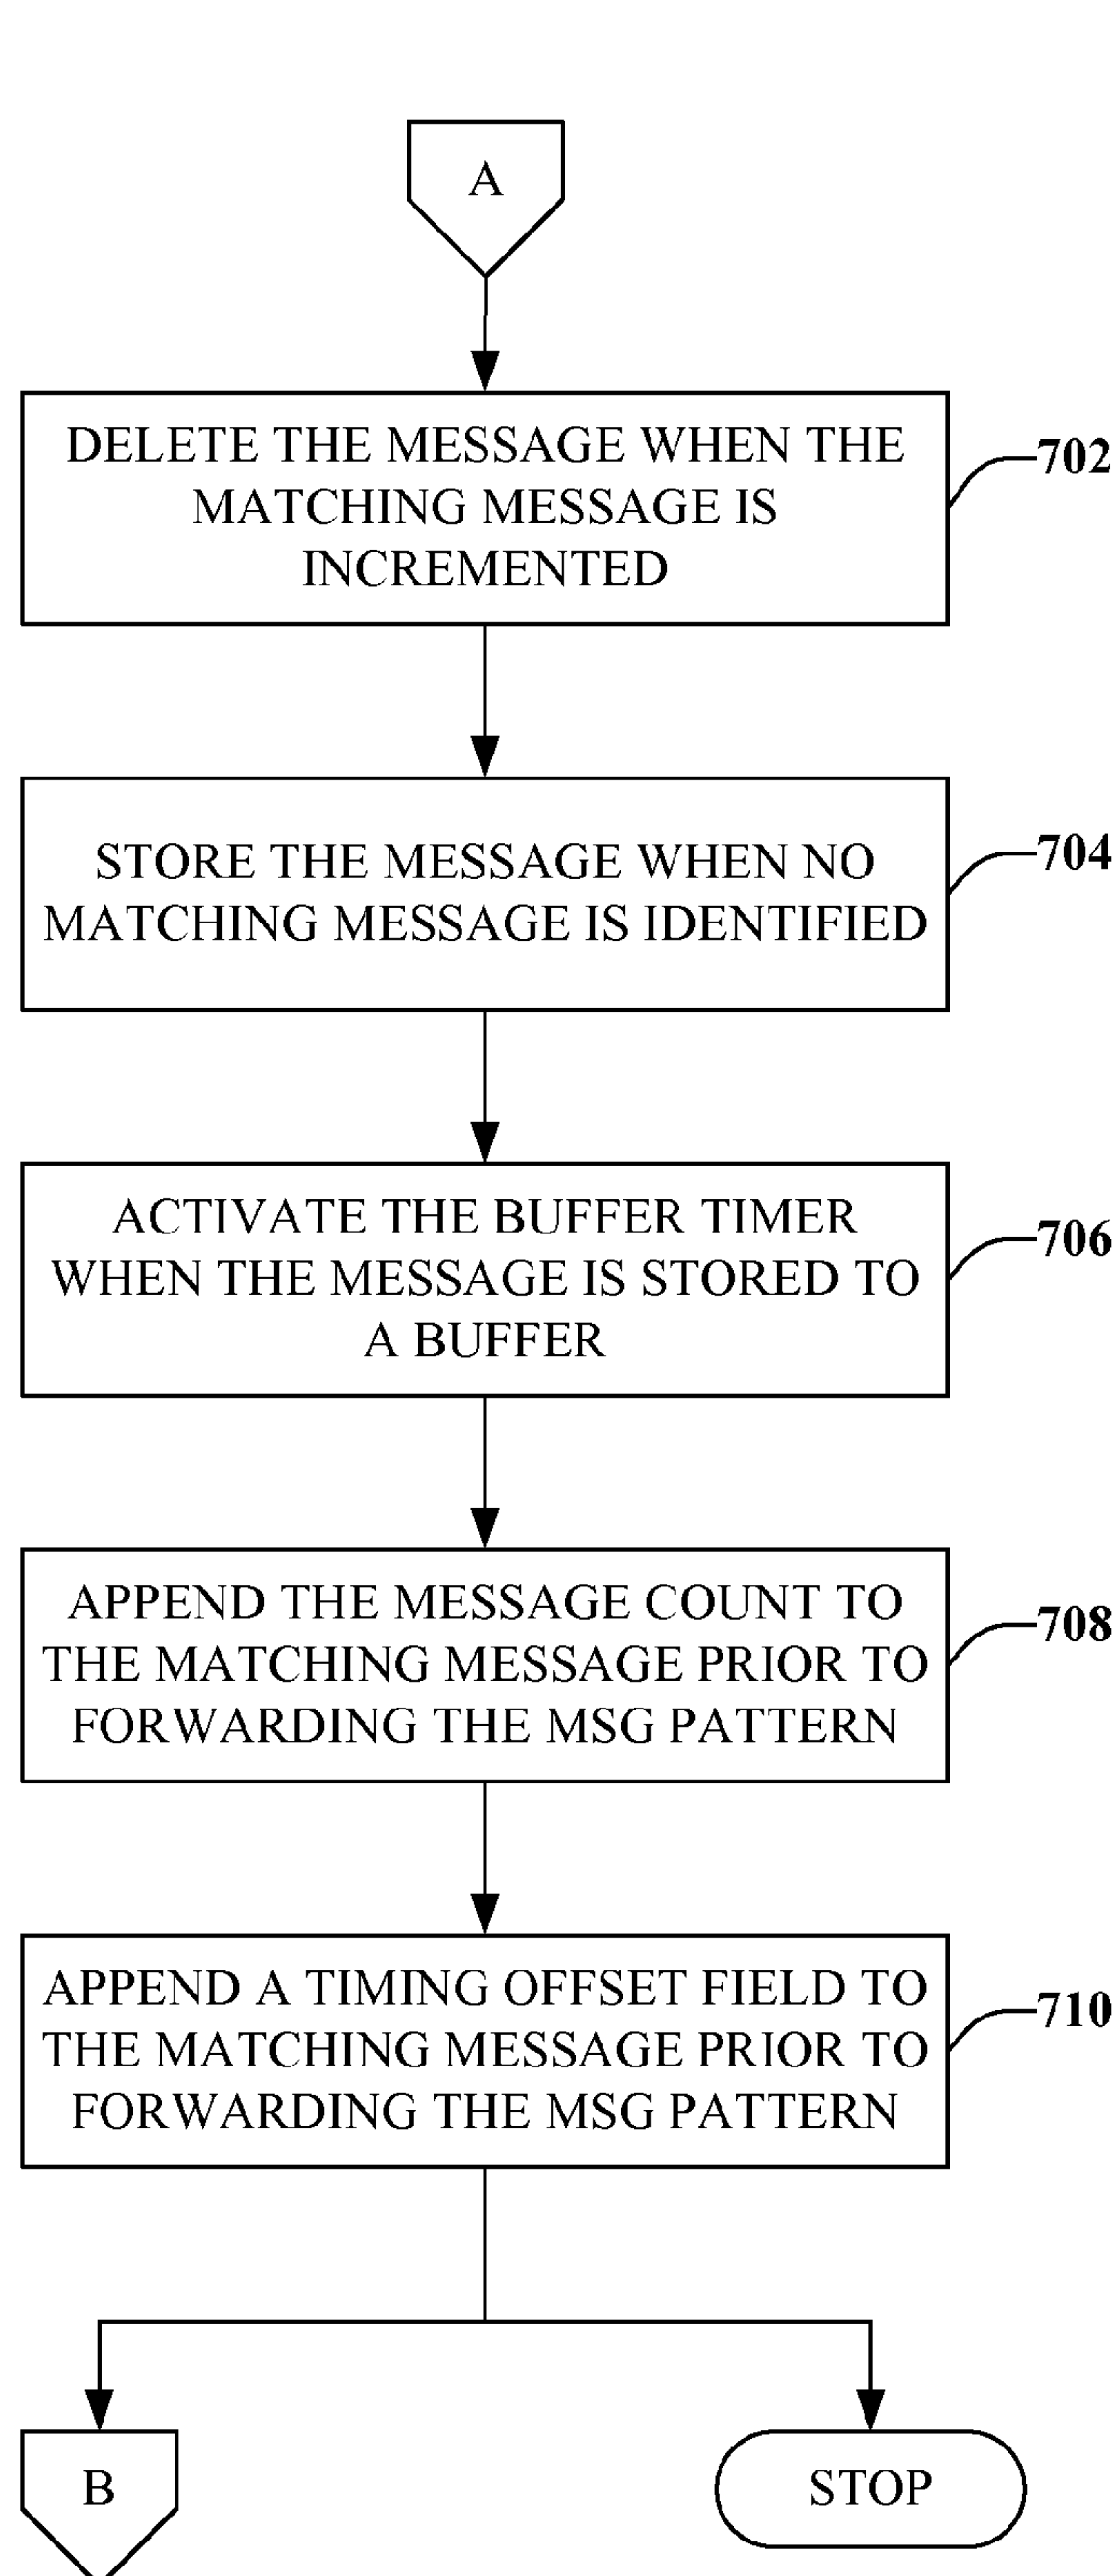 A
DELETE THE MESSAGE WHEN THE
MATCHING MESSAGE IS
INCREMENTED
702
STORE THE MESSAGE WHEN NO
MATCHING MESSAGE IS IDENTIFIED
704
ACTIVATE THE BUFFER TIMER
WHEN THE MESSAGE IS STORED TO
A BUFFER
706
APPEND THE MESSAGE COUNT TO
THE MATCHING MESSAGE PRIOR TO
FORWARDING THE MSG PATTERN
708
APPEND A TIMING OFFSET FIELD TO
THE MATCHING MESSAGE PRIOR TO
FORWARDING THE MSG PATTERN
710
B
STOP